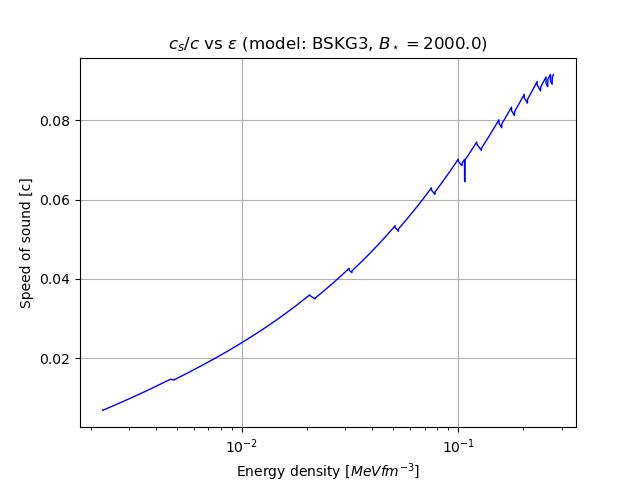 c_s/c vs ε (model: BSKG3, B⋆ = 2000.0)
0.08
0.06
0.04
0.02
Speed of sound [c]
10⁻² 10⁻¹
Energy density [MeVfm⁻³]